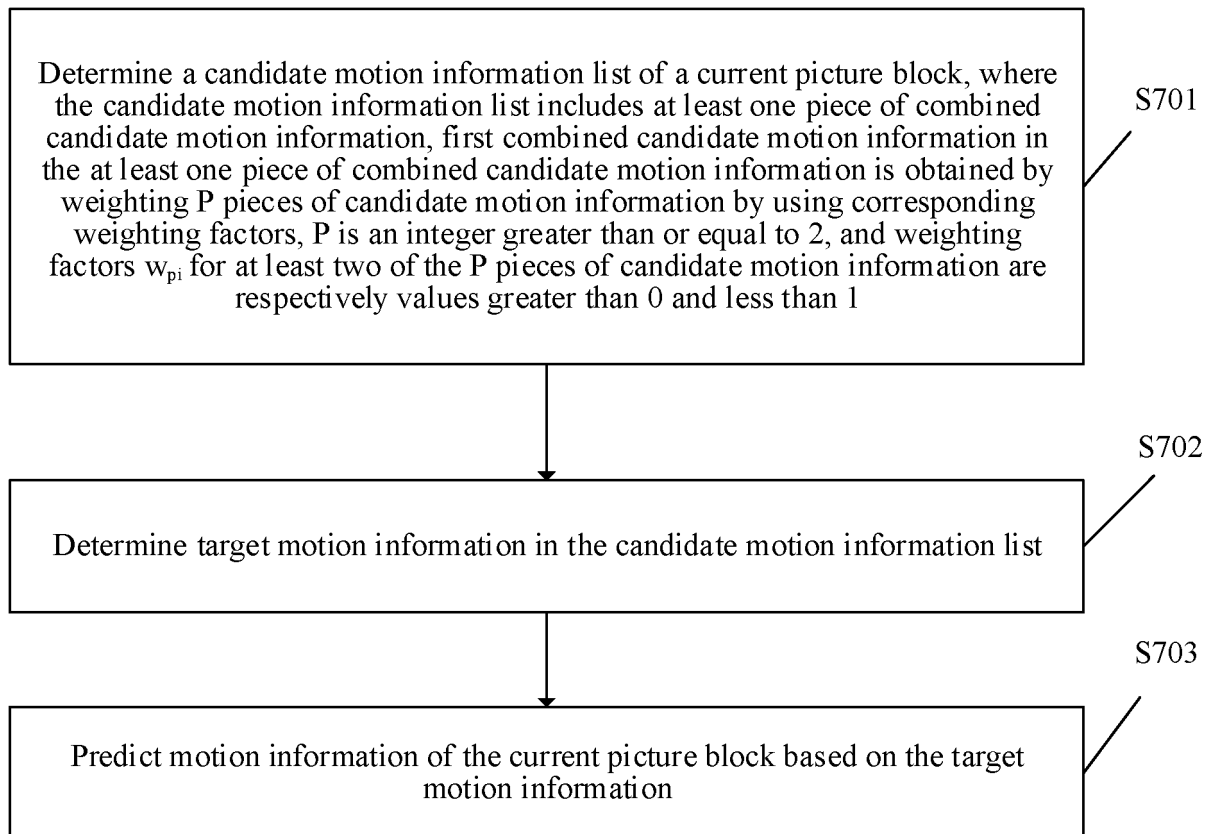 Determine a candidate motion information list of a current picture block, where
the candidate motion information list includes at least one piece of combined
candidate motion information, first combined candidate motion information in
the at least one piece of combined candidate motion information is obtained by
weighting P pieces of candidate motion information by using corresponding
weighting factors, P is an integer greater than or equal to 2, and weighting
factors wpi for at least two of the P pieces of candidate motion information are
respectively values greater than 0 and less than 1
S701
S702
Determine target motion information in the candidate motion information list
S703
Predict motion information of the current picture block based on the target
motion information